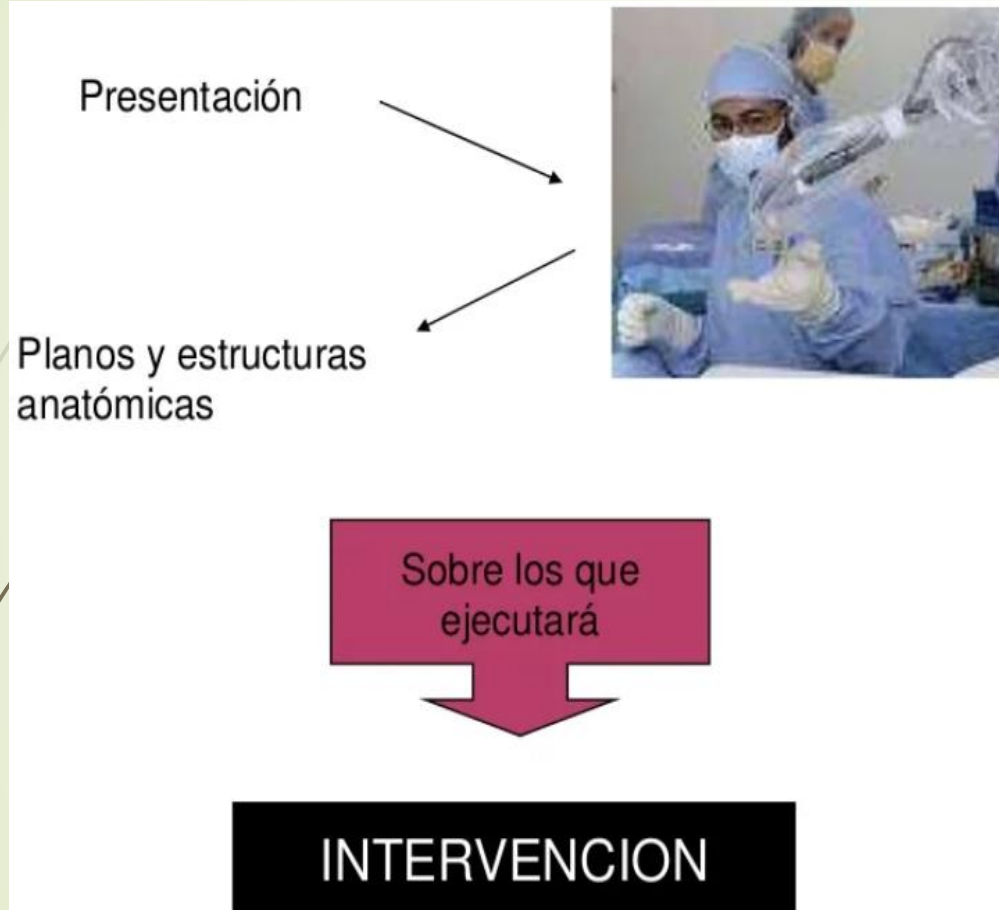 Presentación
Planos y estructuras
anatómicas
Sobre los que
ejecutará
INTERVENCION